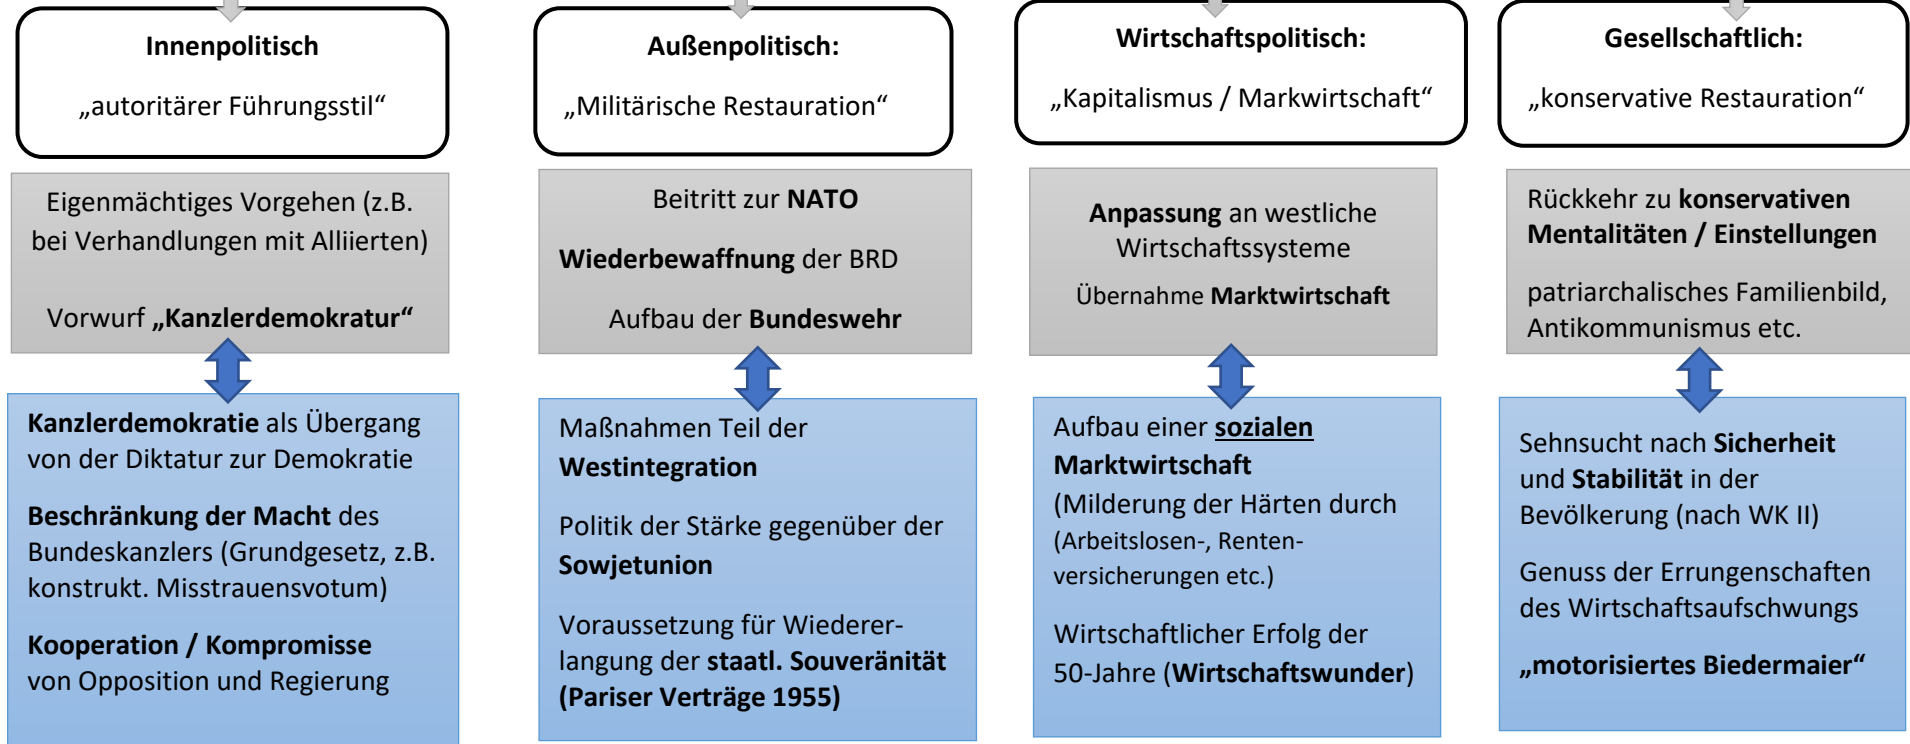 Innenpolitisch
„autoritärer Führungsstil“
Eigenmächtiges Vorgehen (z.B.
bei Verhandlungen mit Alliierten)
Vorwurf „Kanzlerdemokratur“
Kanzlerdemokratie als Übergang
von der Diktatur zur Demokratie
Beschränkung der Macht des
Bundeskanzlers (Grundgesetz, z.B.
konstrukt. Misstrauensvotum)
Kooperation / Kompromisse
von Opposition und Regierung
Außenpolitisch:
„Militärische Restauration“
Beitritt zur NATO
Wiederbewaffnung der BRD
Aufbau der Bundeswehr
Maßnahmen Teil der
Westintegration
Politik der Stärke gegenüber der
Sowjetunion
Voraussetzung für Wiederer-
langung der staatl. Souveränität
(Pariser Verträge 1955)
Wirtschaftspolitisch:
„Kapitalismus / Markwirtschaft“
Anpassung an westliche
Wirtschaftssysteme
Übernahme Marktwirtschaft
Aufbau einer sozialen
Marktwirtschaft
(Milderung der Härten durch
(Arbeitslosen-, Renten-
versicherungen etc.)
Wirtschaftlicher Erfolg der
50-Jahre (Wirtschaftswunder)
Gesellschaftlich:
„konservative Restauration“
Rückkehr zu konservativen
Mentalitäten / Einstellungen
patriarchalisches Familienbild,
Antikommunismus etc.
Sehnsucht nach Sicherheit
und Stabilität in der
Bevölkerung (nach WK II)
Genuss der Errungenschaften
des Wirtschaftsaufschwungs
„motorisiertes Biedermaier“